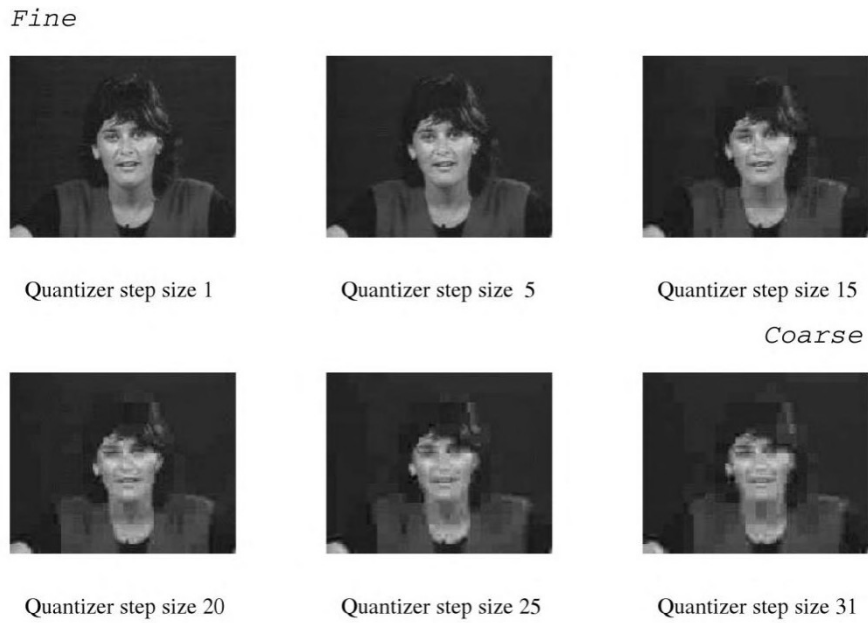 Fine
Quantizer step size 1
Quantizer step size 5
Quantizer step size 15
Coarse
Quantizer step size 20
Quantizer step size 25
Quantizer step size 31